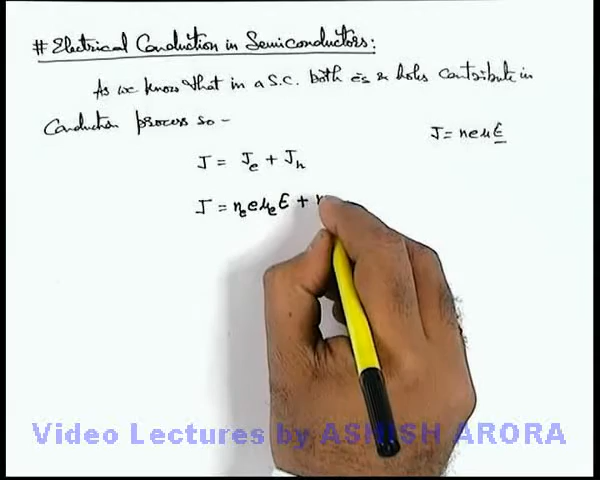 # Electrical Conduction in Semiconductors:
As we know that in a S.C. both e⁻s & holes contribute in
Conduction process so –
J = neμE
J = Jₑ + Jₕ
J = nₑeμₑE +
Video Lectures by ASHISH ARORA